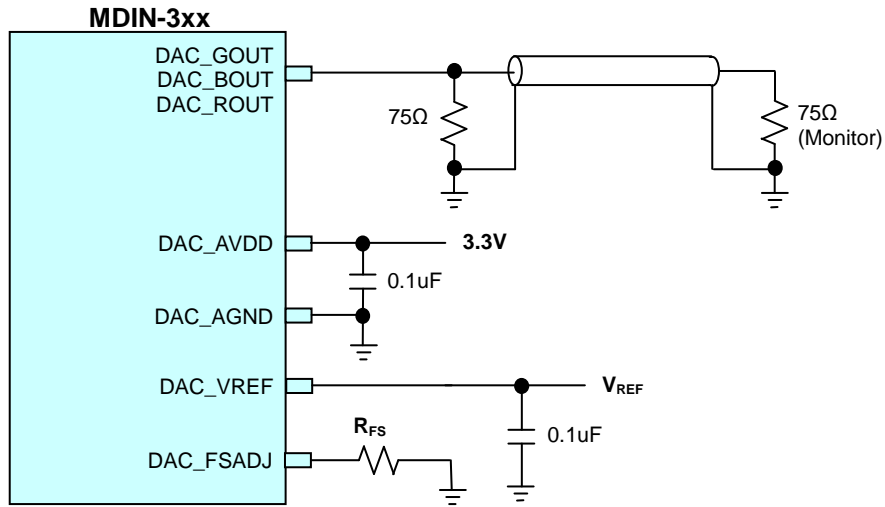 MDIN-3xx
DAC_GOUT
DAC_BOUT
DAC_ROUT
75Ω
75Ω
(Monitor)
DAC_AVDD
3.3V
0.1uF
DAC_AGND
DAC_VREF
VREF
0.1uF
RFS
DAC_FSADJ